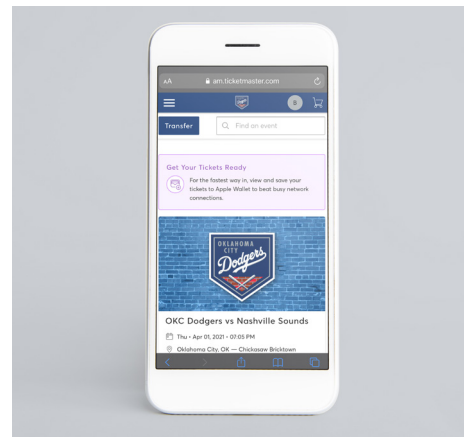 AA am.ticketmaster.com
Transfer
Find an event
Get Your Tickets Ready
For the fastest way in, view and save your
tickets to Apple Wallet to beat busy network
connections.
OKLAHOMA
CITY
Dodgers
OKC Dodgers vs Nashville Sounds
Thu • Apr 01, 2021 • 07:05 PM
Oklahoma City, OK — Chickasaw Bricktown